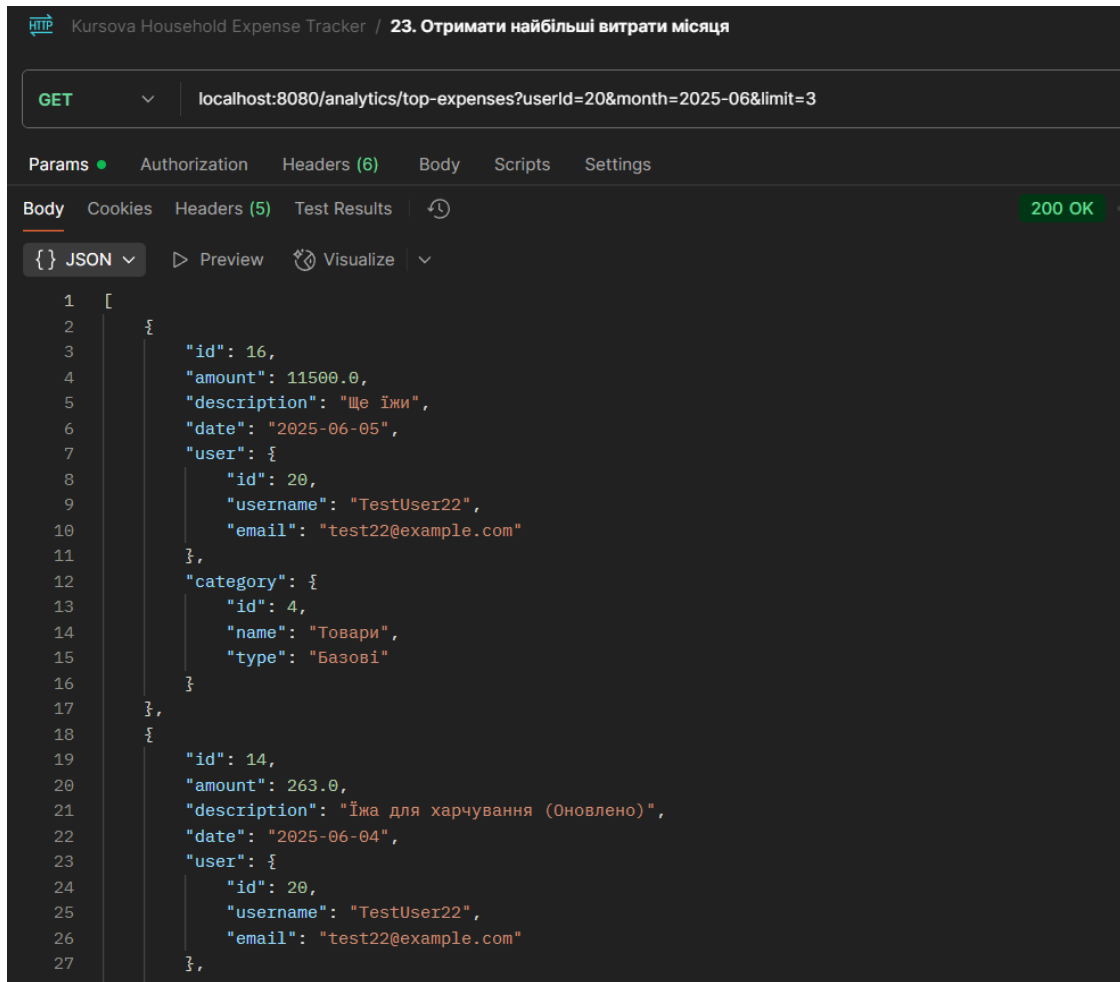 HTTP Kursova Household Expense Tracker / 23. Отримати найбільші витрати місяця
GET localhost:8080/analytics/top-expenses?userId=20&month=2025-06&limit=3
Params Authorization Headers (6) Body Scripts Settings
Body Cookies Headers (5) Test Results 200 OK
{} JSON Preview Visualize
1 [
2 {
3 "id": 16,
4 "amount": 11500.0,
5 "description": "Ще їжи",
6 "date": "2025-06-05",
7 "user": {
8 "id": 20,
9 "username": "TestUser22",
10 "email": "test22@example.com"
11 },
12 "category": {
13 "id": 4,
14 "name": "Товари",
15 "type": "Базові"
16 }
17 },
18 {
19 "id": 14,
20 "amount": 263.0,
21 "description": "Їжа для харчування (Оновлено)",
22 "date": "2025-06-04",
23 "user": {
24 "id": 20,
25 "username": "TestUser22",
26 "email": "test22@example.com"
27 },